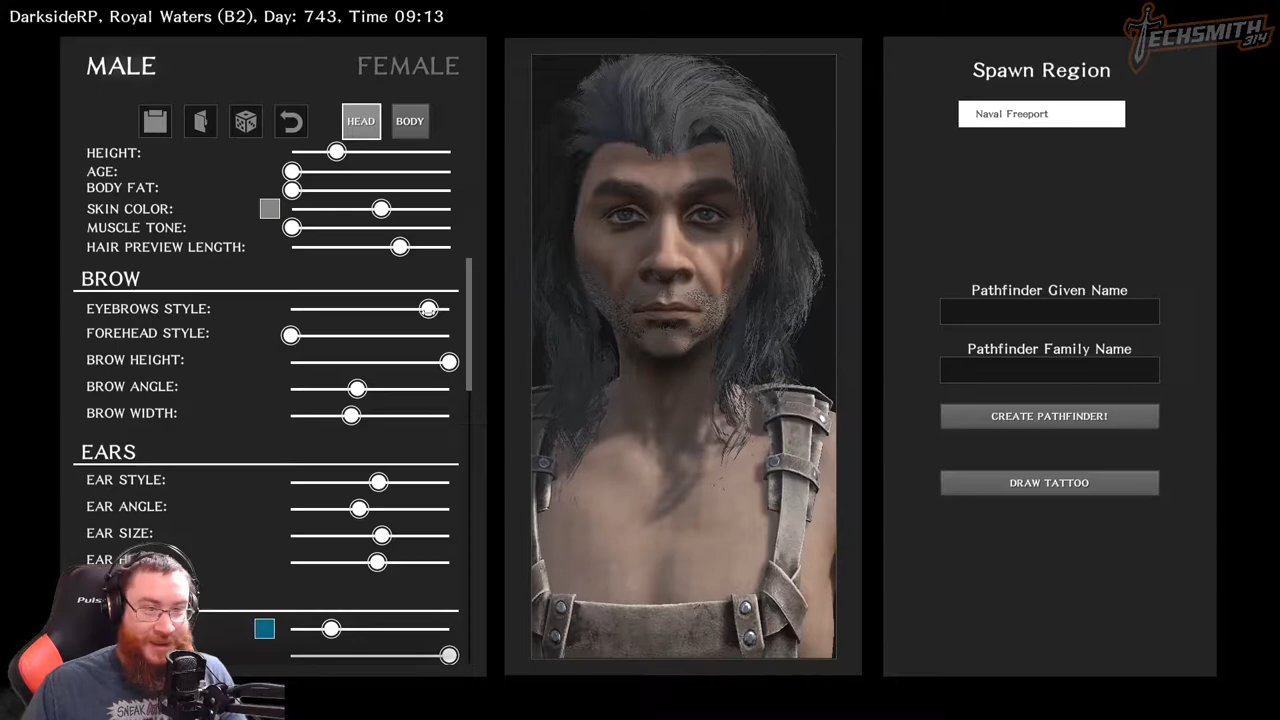 DarksideRP, Royal Waters (B2), Day: 743, Time 09:13
TECHSMITH
314
MALE
FEMALE
HEAD
BODY
HEIGHT:
AGE:
BODY FAT:
SKIN COLOR:
MUSCLE TONE:
HAIR PREVIEW LENGTH:
BROW
EYEBROWS STYLE:
FOREHEAD STYLE:
BROW HEIGHT:
BROW ANGLE:
BROW WIDTH:
EARS
EAR STYLE:
EAR ANGLE:
EAR SIZE:
EAR
Spawn Region
Naval Freeport
Pathfinder Given Name
Pathfinder Family Name
CREATE PATHFINDER!
DRAW TATTOO
SNEAK